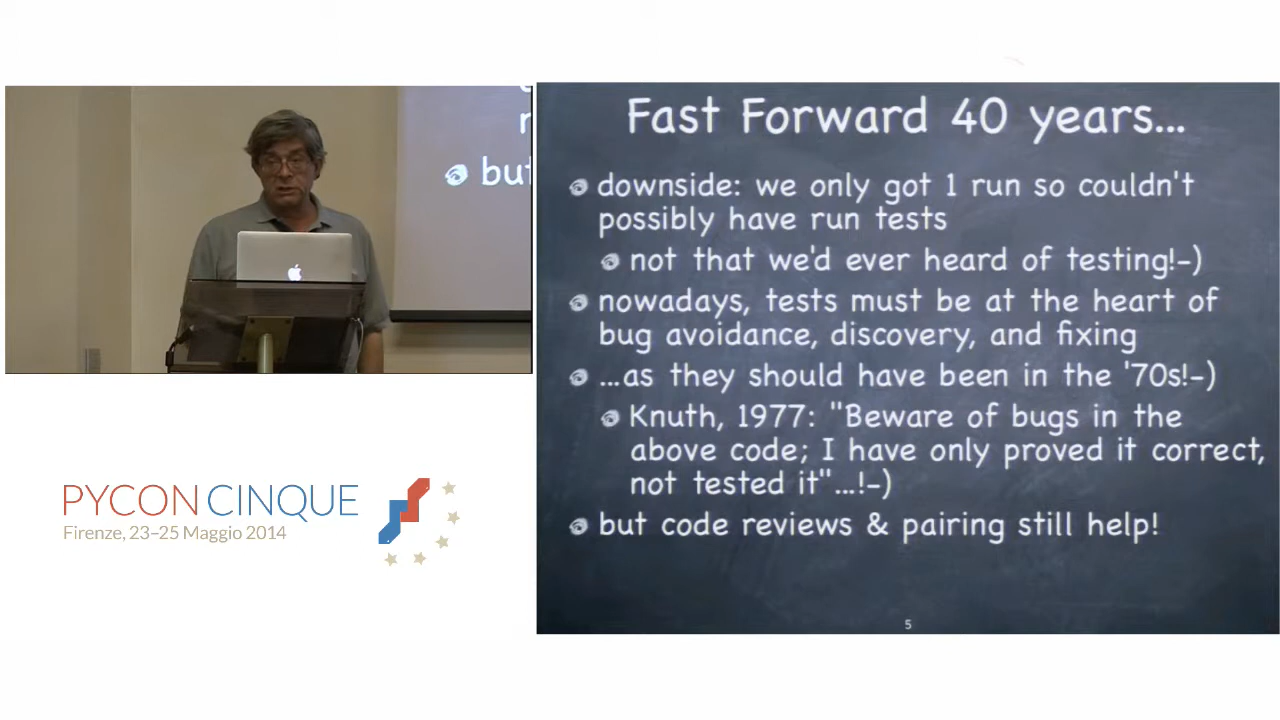 but
Fast Forward 40 years...
downside: we only got 1 run so couldn't
possibly have run tests
not that we'd ever heard of testing!-)
nowadays, tests must be at the heart of
bug avoidance, discovery, and fixing
...as they should have been in the '70s!-)
Knuth, 1977: "Beware of bugs in the
above code; I have only proved it correct,
not tested it"...!-)
but code reviews & pairing still help!
5
PYCON CINQUE
Firenze, 23–25 Maggio 2014